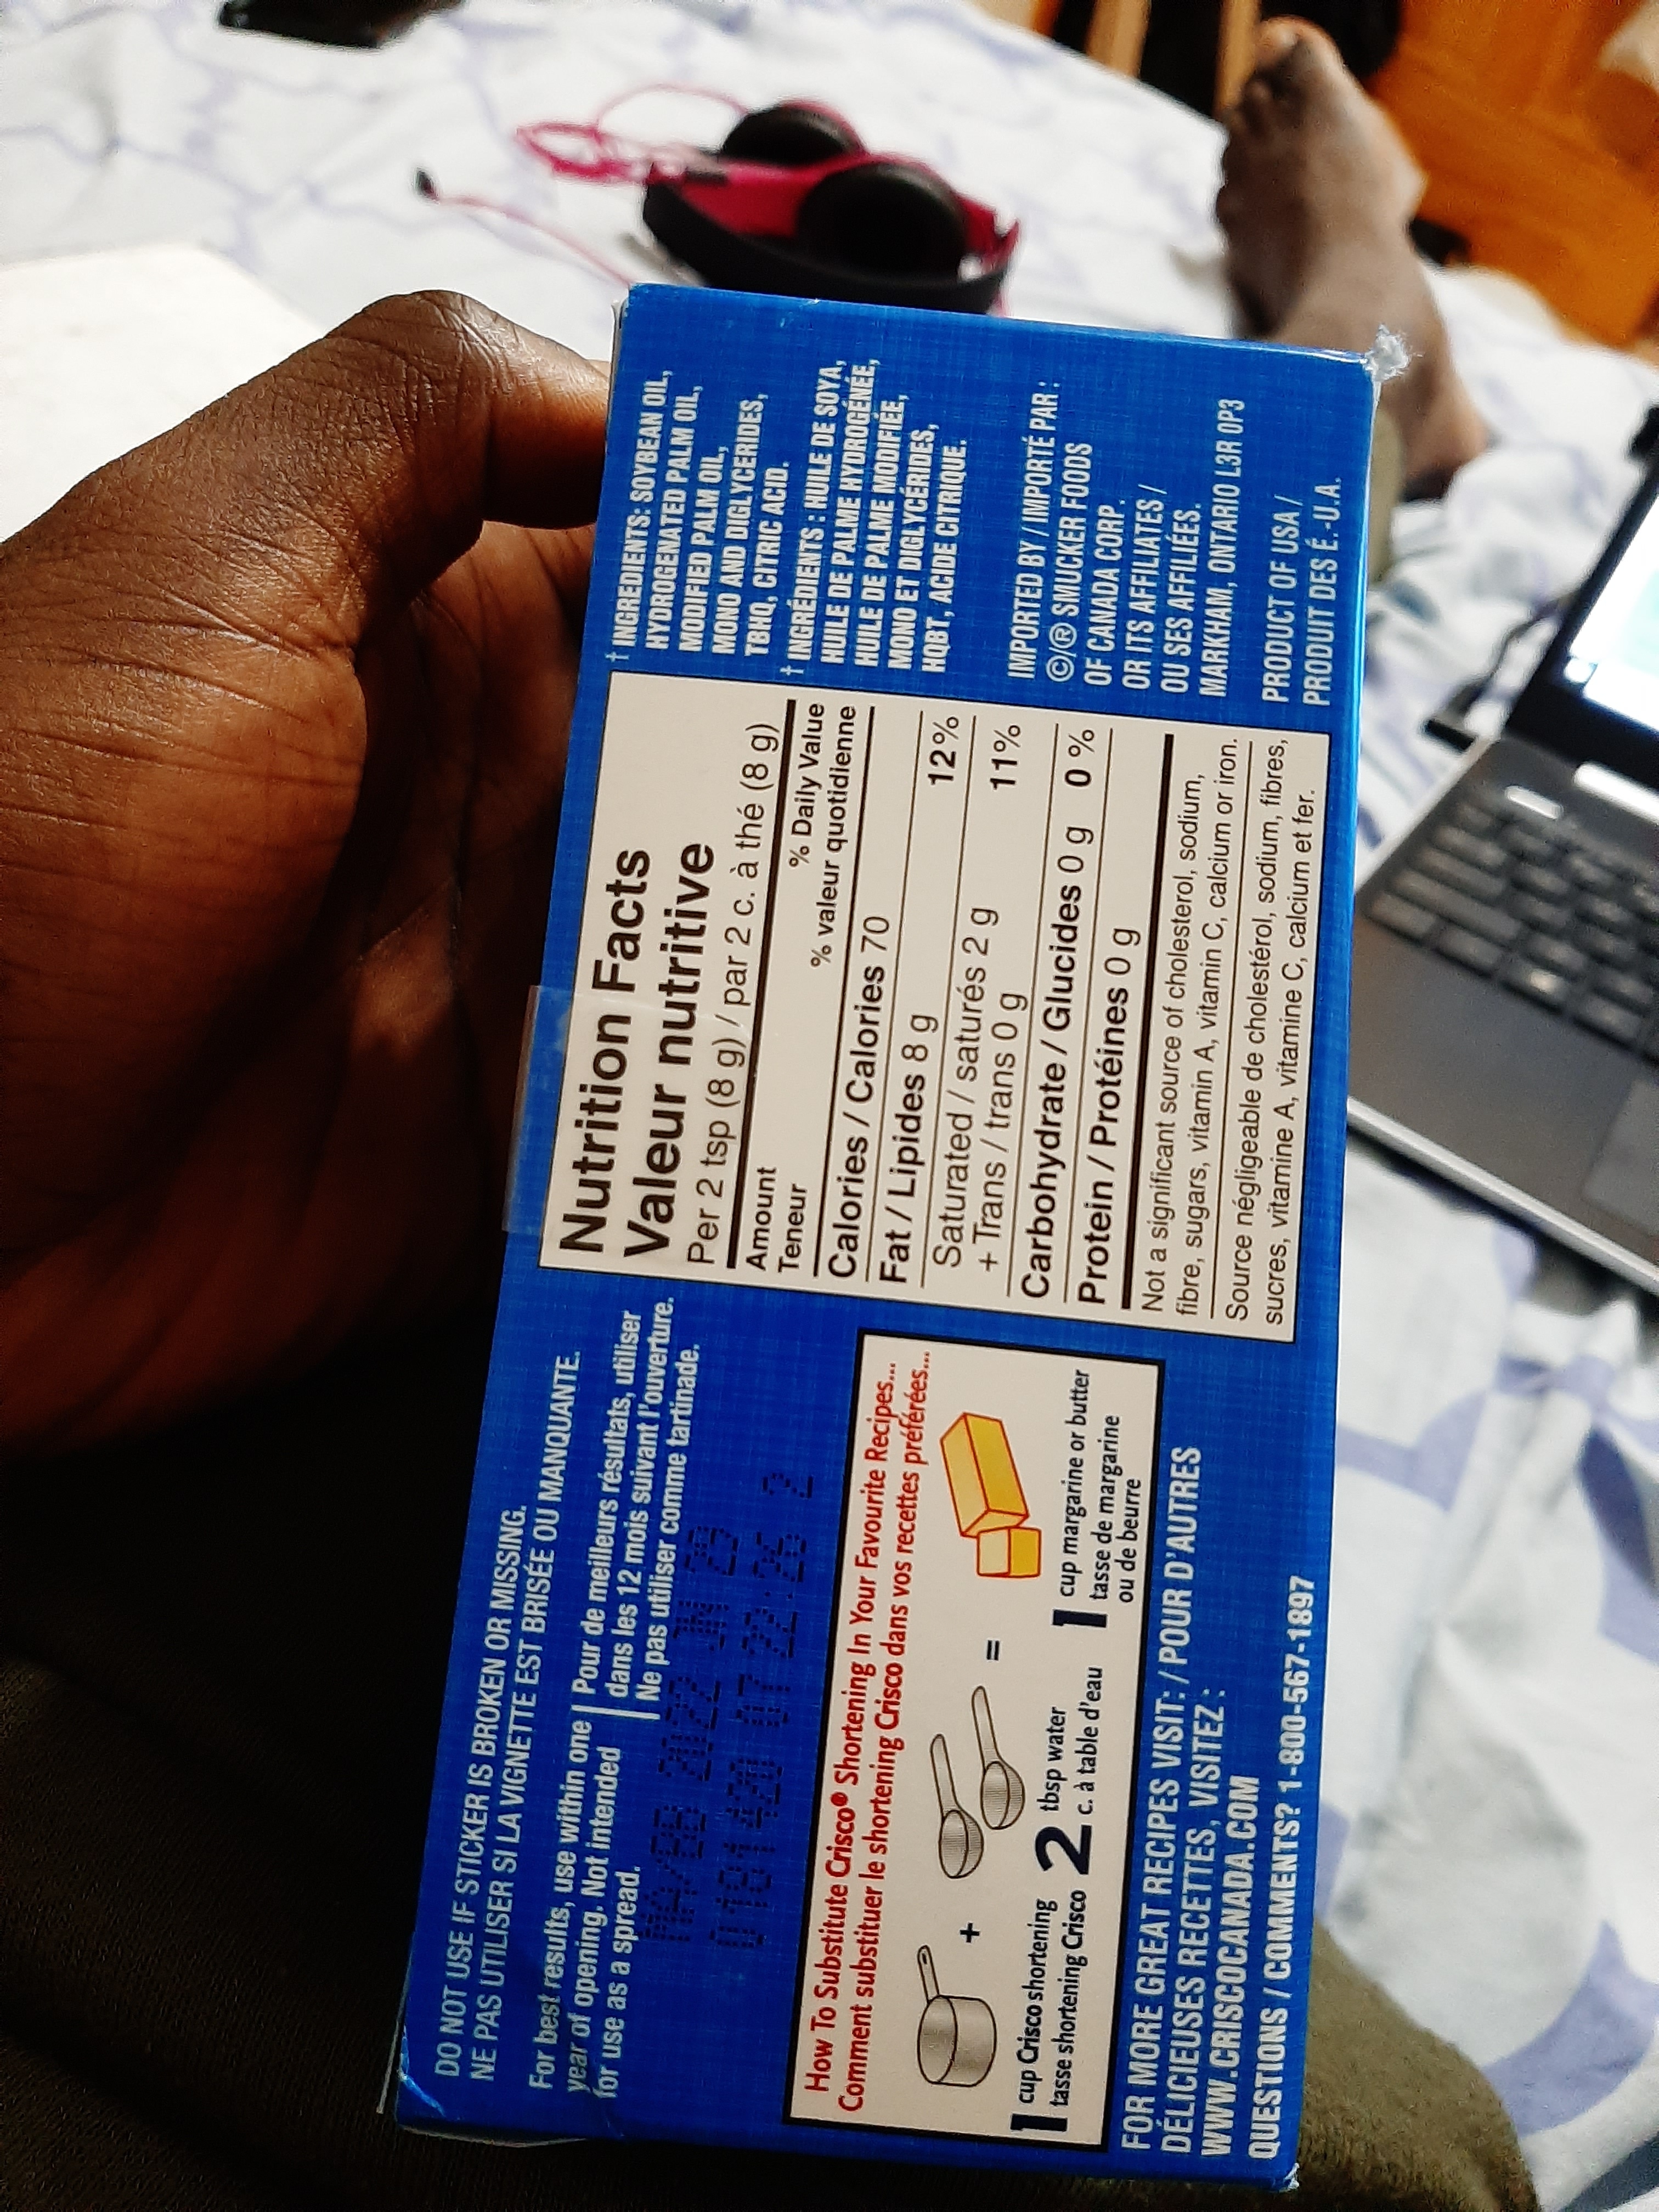 DO NOT USE IF STICKER IS BROKEN OR MISSING.
NE PAS UTILISER SI LA VIGNETTE EST BRISÉE OU MANQUANTE.
For best results, use within one
year of opening. Not intended
for use as a spread.
Pour de meilleurs résultats, utiliser
dans les 12 mois suivant l'ouverture.
Ne pas utiliser comme tartinade.
How To Substitute Crisco® Shortening In Your Favourite Recipes...
Comment substituer le shortening Crisco dans vos recettes préférées...
+ =
1 cup Crisco shortening
tasse shortening Crisco
2 tbsp water
c. à table d'eau
1 cup margarine or butter
tasse de margarine
ou de beurre
FOR MORE GREAT RECIPES VISIT: / POUR D'AUTRES
DÉLICIEUSES RECETTES, VISITEZ :
WWW.CRISCOCANADA.COM
QUESTIONS / COMMENTS? 1-800-567-1897
Nutrition Facts
Valeur nutritive
Per 2 tsp (8 g) / par 2 c. à thé (8 g)
Amount % Daily Value
Teneur % valeur quotidienne
Calories / Calories 70
Fat / Lipides 8 g 12%
Saturated / saturés 2 g
+ Trans / trans 0 g 11%
Carbohydrate / Glucides 0 g 0 %
Protein / Protéines 0 g
Not a significant source of cholesterol, sodium,
fibre, sugars, vitamin A, vitamin C, calcium or iron.
Source négligeable de cholestérol, sodium, fibres,
sucres, vitamine A, vitamine C, calcium et fer.
† INGREDIENTS: SOYBEAN OIL,
HYDROGENATED PALM OIL,
MODIFIED PALM OIL,
MONO AND DIGLYCERIDES,
TBHQ, CITRIC ACID.
† INGRÉDIENTS : HUILE DE SOYA,
HUILE DE PALME HYDROGÉNÉE,
HUILE DE PALME MODIFIÉE,
MONO ET DIGLYCÉRIDES,
HQBT, ACIDE CITRIQUE.
IMPORTED BY / IMPORTÉ PAR :
©/® SMUCKER FOODS
OF CANADA CORP.
OR ITS AFFILIATES /
OU SES AFFILIÉES.
MARKHAM, ONTARIO L3R 0P3
PRODUCT OF USA /
PRODUIT DES É.-U.A.